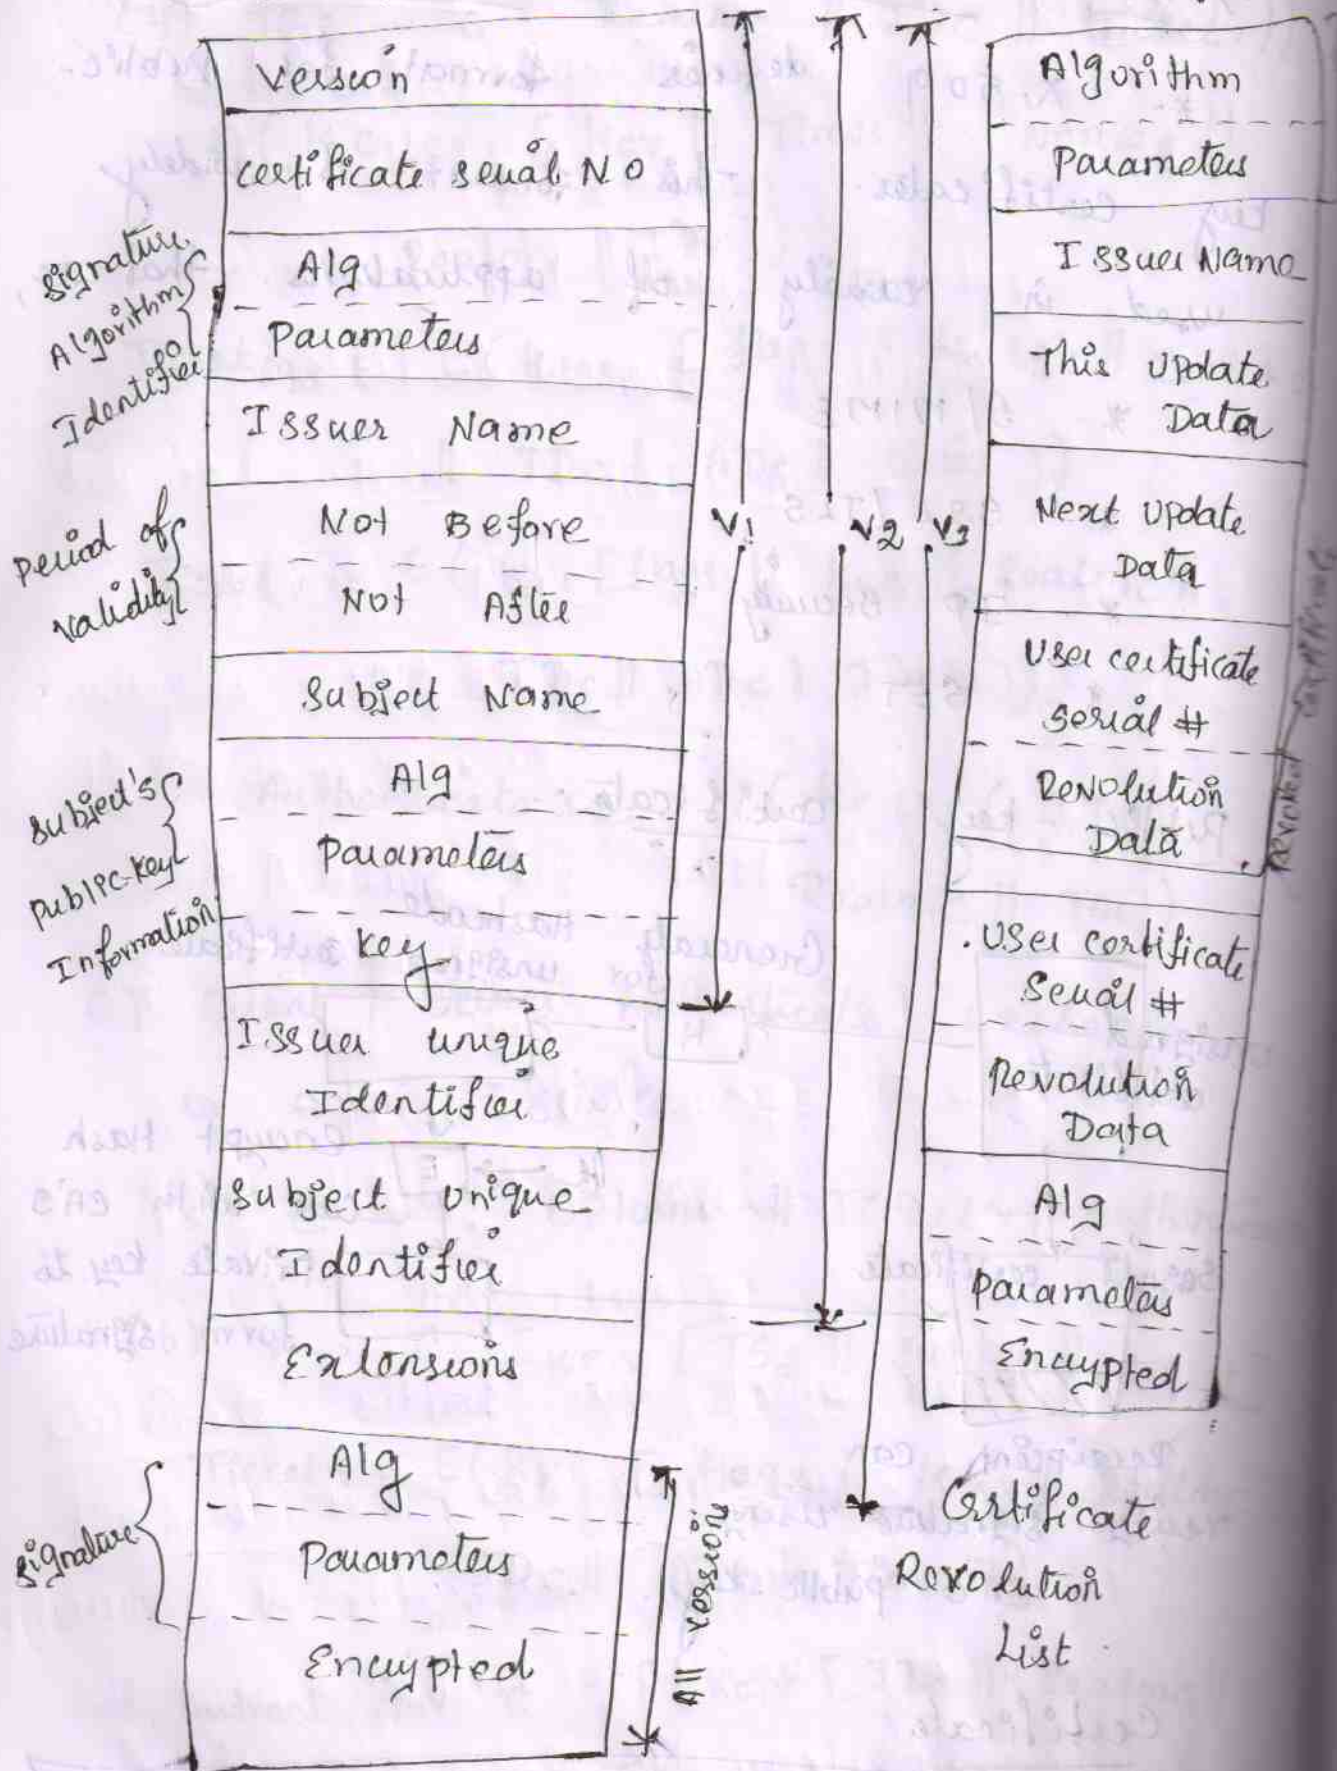 Version
certificate serial NO
Signature
Algorithm
Identifier
Alg
Parameters
Issuer Name
Period of
Validity
Not Before
Not After
Subject Name
Subject's
Public-Key
Information
Alg
Parameters
Key
Issuer unique
Identifier
Subject Unique
Identifier
Extensions
Signature
Alg
Parameters
Encrypted
All version
V1
V2
V3
Algorithm
Parameters
Issuer Name
This Update
Data
Next Update
Data
User certificate
Serial #
Revolution
Data
Revoked
User certificate
Serial #
Revolution
Data
Alg
Parameters
Encrypted
Certificate
Revolution
List